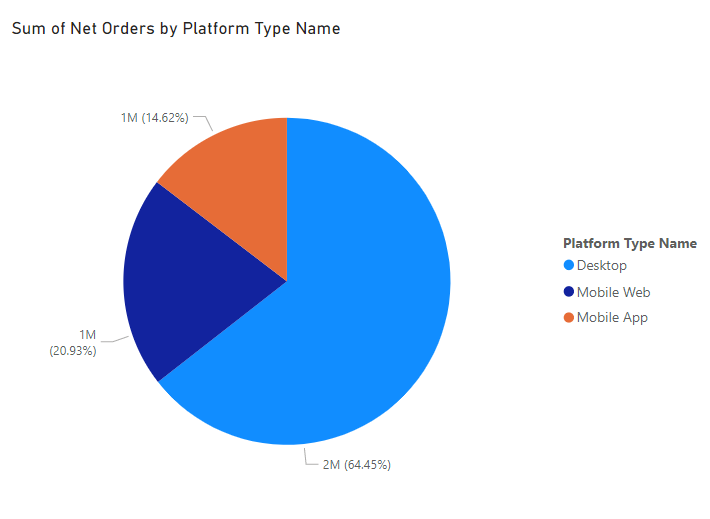 Sum of Net Orders by Platform Type Name
1M (14.62%)
1M
(20.93%)
2M (64.45%)
Platform Type Name
Desktop
Mobile Web
Mobile App